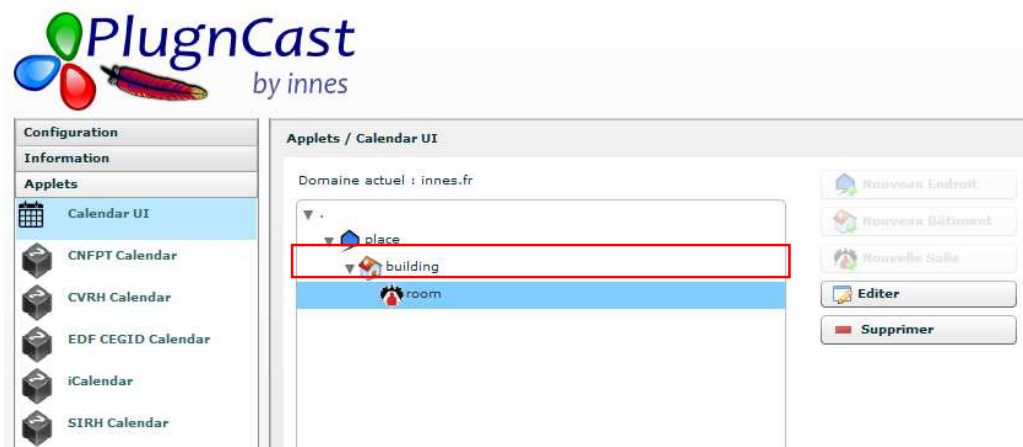 PlugnCast
by innes
Configuration
Information
Applets
Calendar UI
CNFPT Calendar
CVRH Calendar
EDF CEGID Calendar
iCalendar
SIRH Calendar
Applets / Calendar UI
Domaine actuel : innes.fr
.
place
building
room
Nouveau Endroit
Nouveau Bâtiment
Nouvelle Salle
Editer
Supprimer